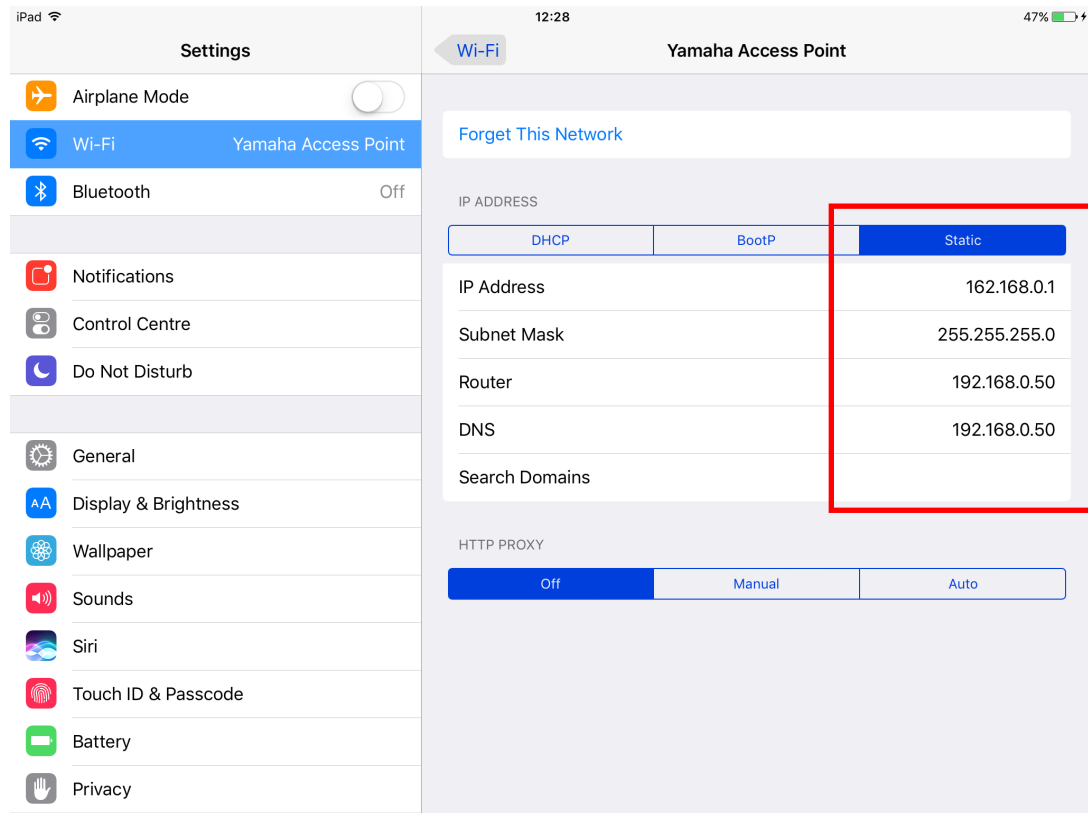 iPad 12:28 47%
Settings
Airplane Mode
Wi-Fi Yamaha Access Point
Bluetooth Off
Notifications
Control Centre
Do Not Disturb
General
AA Display & Brightness
Wallpaper
Sounds
Siri
Touch ID & Passcode
Battery
Privacy
Wi-Fi Yamaha Access Point
Forget This Network
IP ADDRESS
DHCP BootP Static
IP Address 162.168.0.1
Subnet Mask 255.255.255.0
Router 192.168.0.50
DNS 192.168.0.50
Search Domains
HTTP PROXY
Off Manual Auto